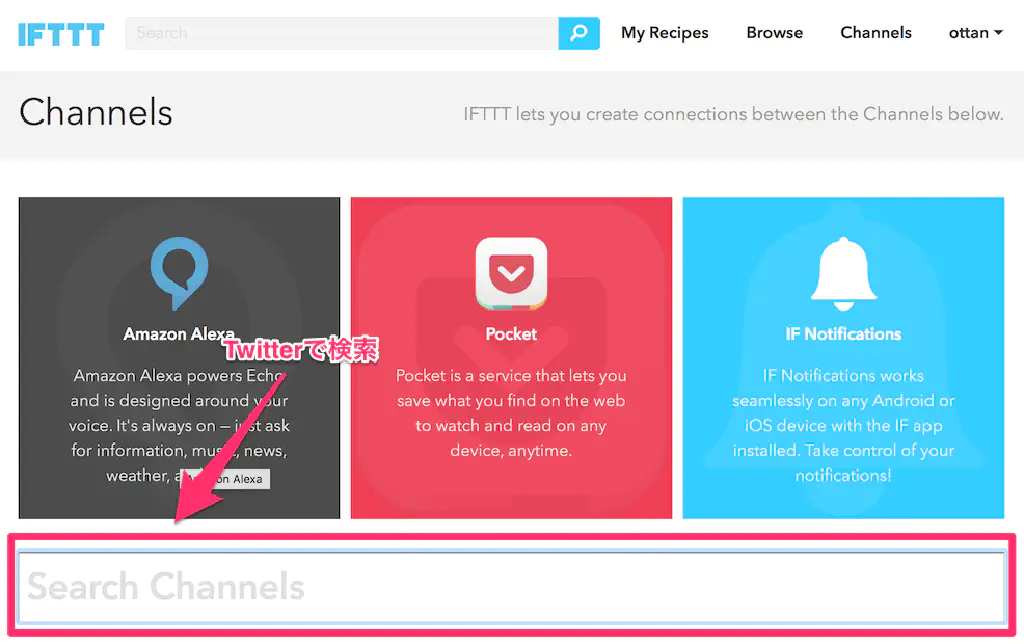 IFTTT
Search
My Recipes
Browse
Channels
ottan
Channels
IFTTT lets you create connections between the Channels below.
Amazon Alexa
Twitterで検索
Amazon Alexa powers Echo
and is designed around your
voice. It's always on – just ask
for information, music, news,
weather,
on Alexa
Pocket
Pocket is a service that lets you
save what you find on the web
to watch and read on any
device, anytime.
IF Notifications
IF Notifications works
seamlessly on any Android or
iOS device with the IF app
installed. Take control of your
notifications!
Search Channels